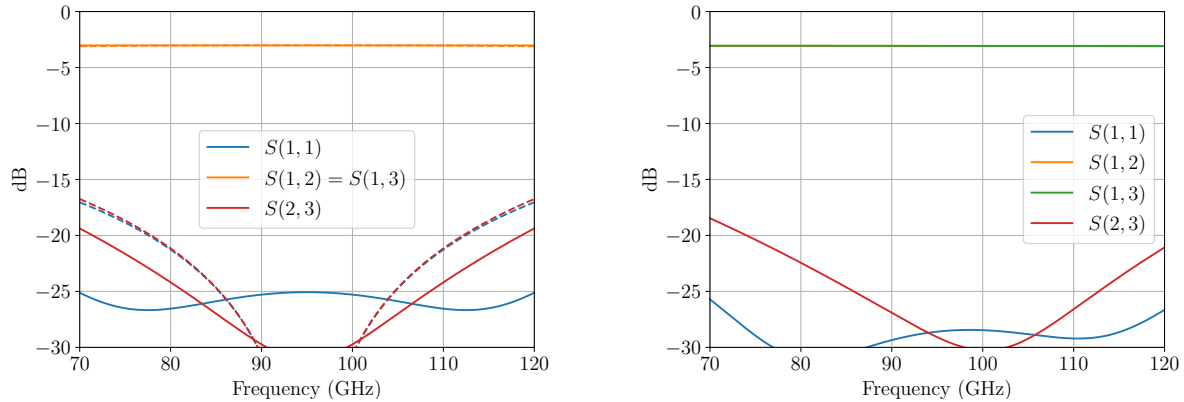 0
−5
−10
−15
−20
−25
−30
dB
70 80 90 100 110 120
Frequency (GHz)
S(1, 1)
S(1, 2) = S(1, 3)
S(2, 3)
0
−5
−10
−15
−20
−25
−30
dB
70 80 90 100 110 120
Frequency (GHz)
S(1, 1)
S(1, 2)
S(1, 3)
S(2, 3)